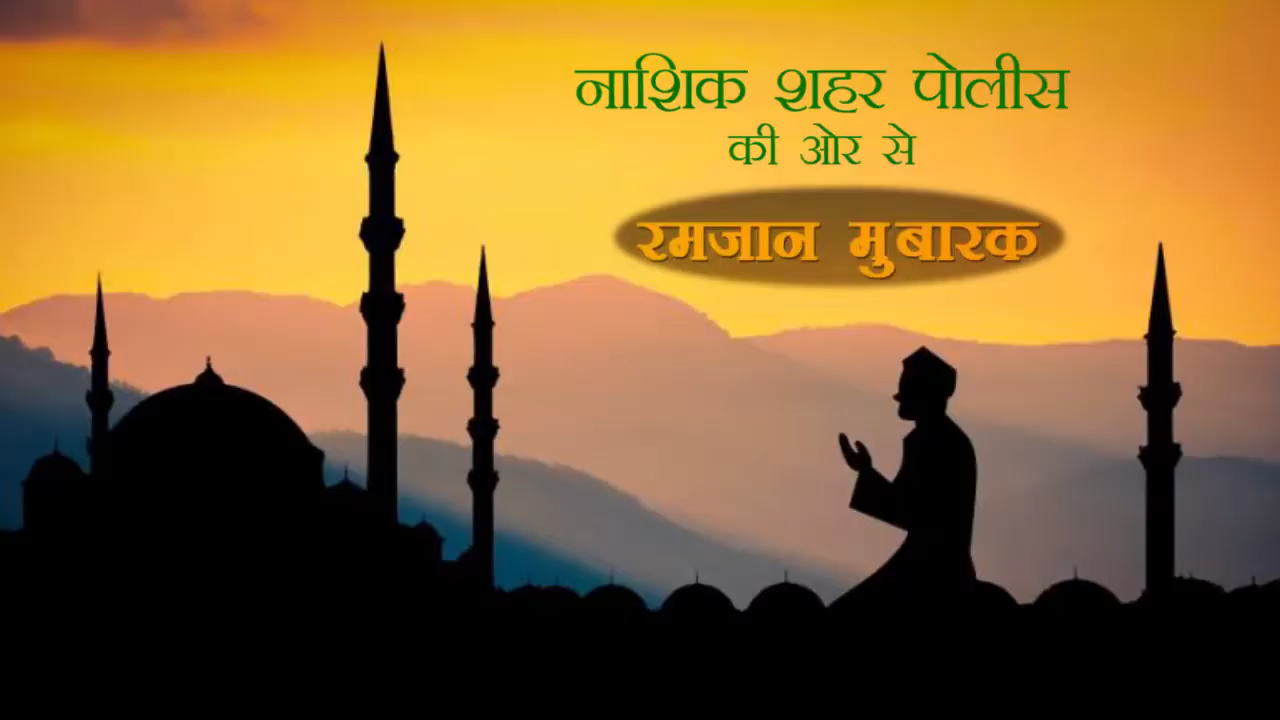 नाशिक शहर पोलीस
की ओर से
रमजान मुबारक